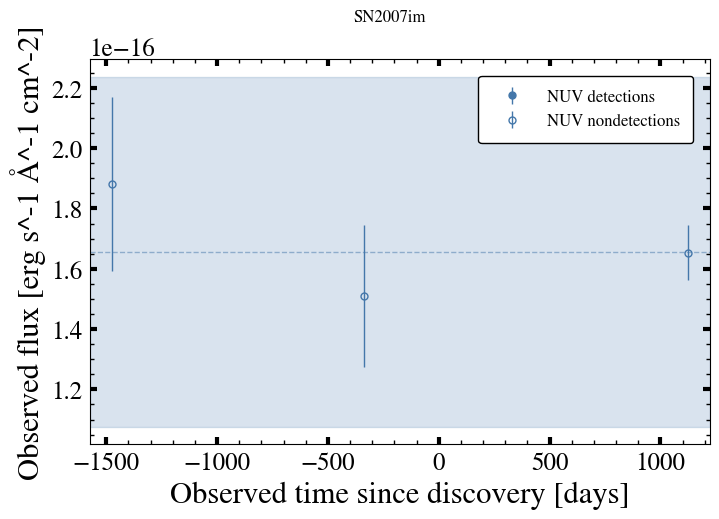 SN2007im
1e−16
2.2
2.0
1.8
1.6
1.4
1.2
Observed flux [erg s^-1 Å^-1 cm^-2]
NUV detections
NUV nondetections
−1500
−1000
−500
0
500
1000
Observed time since discovery [days]